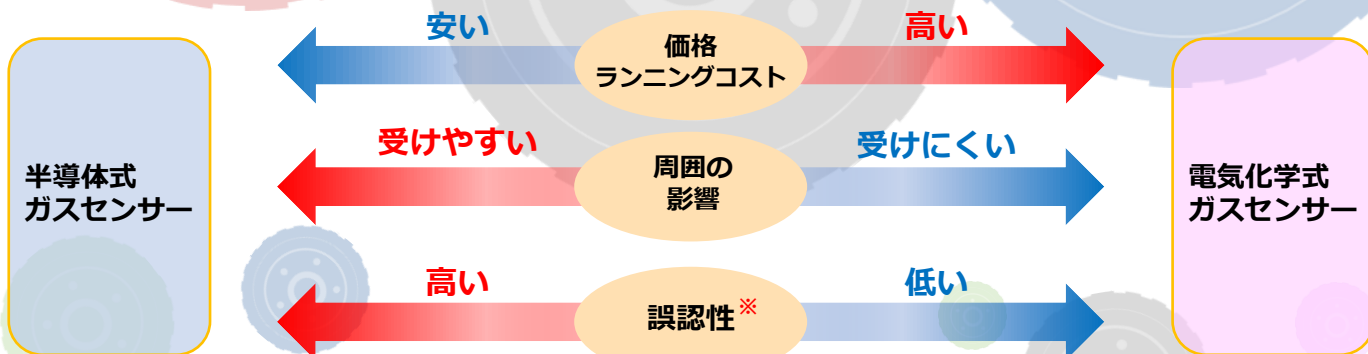 安い
価格
ランニングコスト
高い
半導体式
ガスセンサー
受けやすい
周囲の
影響
受けにくい
電気化学式
ガスセンサー
高い
誤認性※
低い